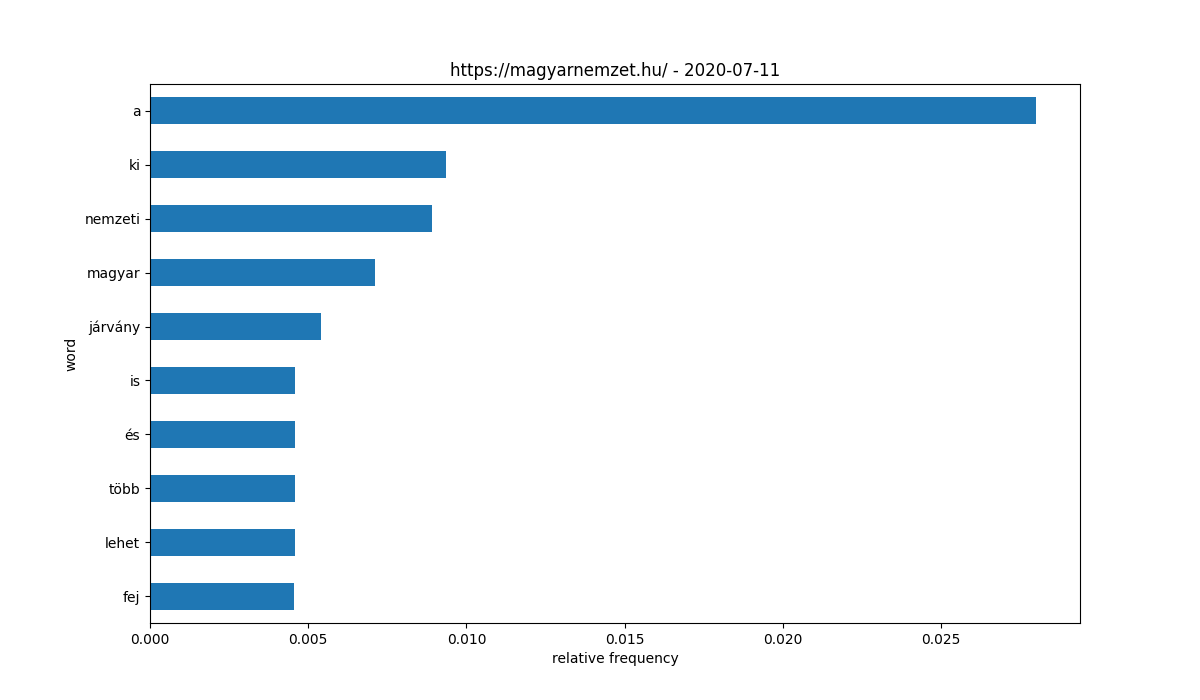 https://magyarnemzet.hu/ - 2020-07-11
a
ki
nemzeti
magyar
járvány
is
és
több
lehet
fej
word
0.000 0.005 0.010 0.015 0.020 0.025
relative frequency